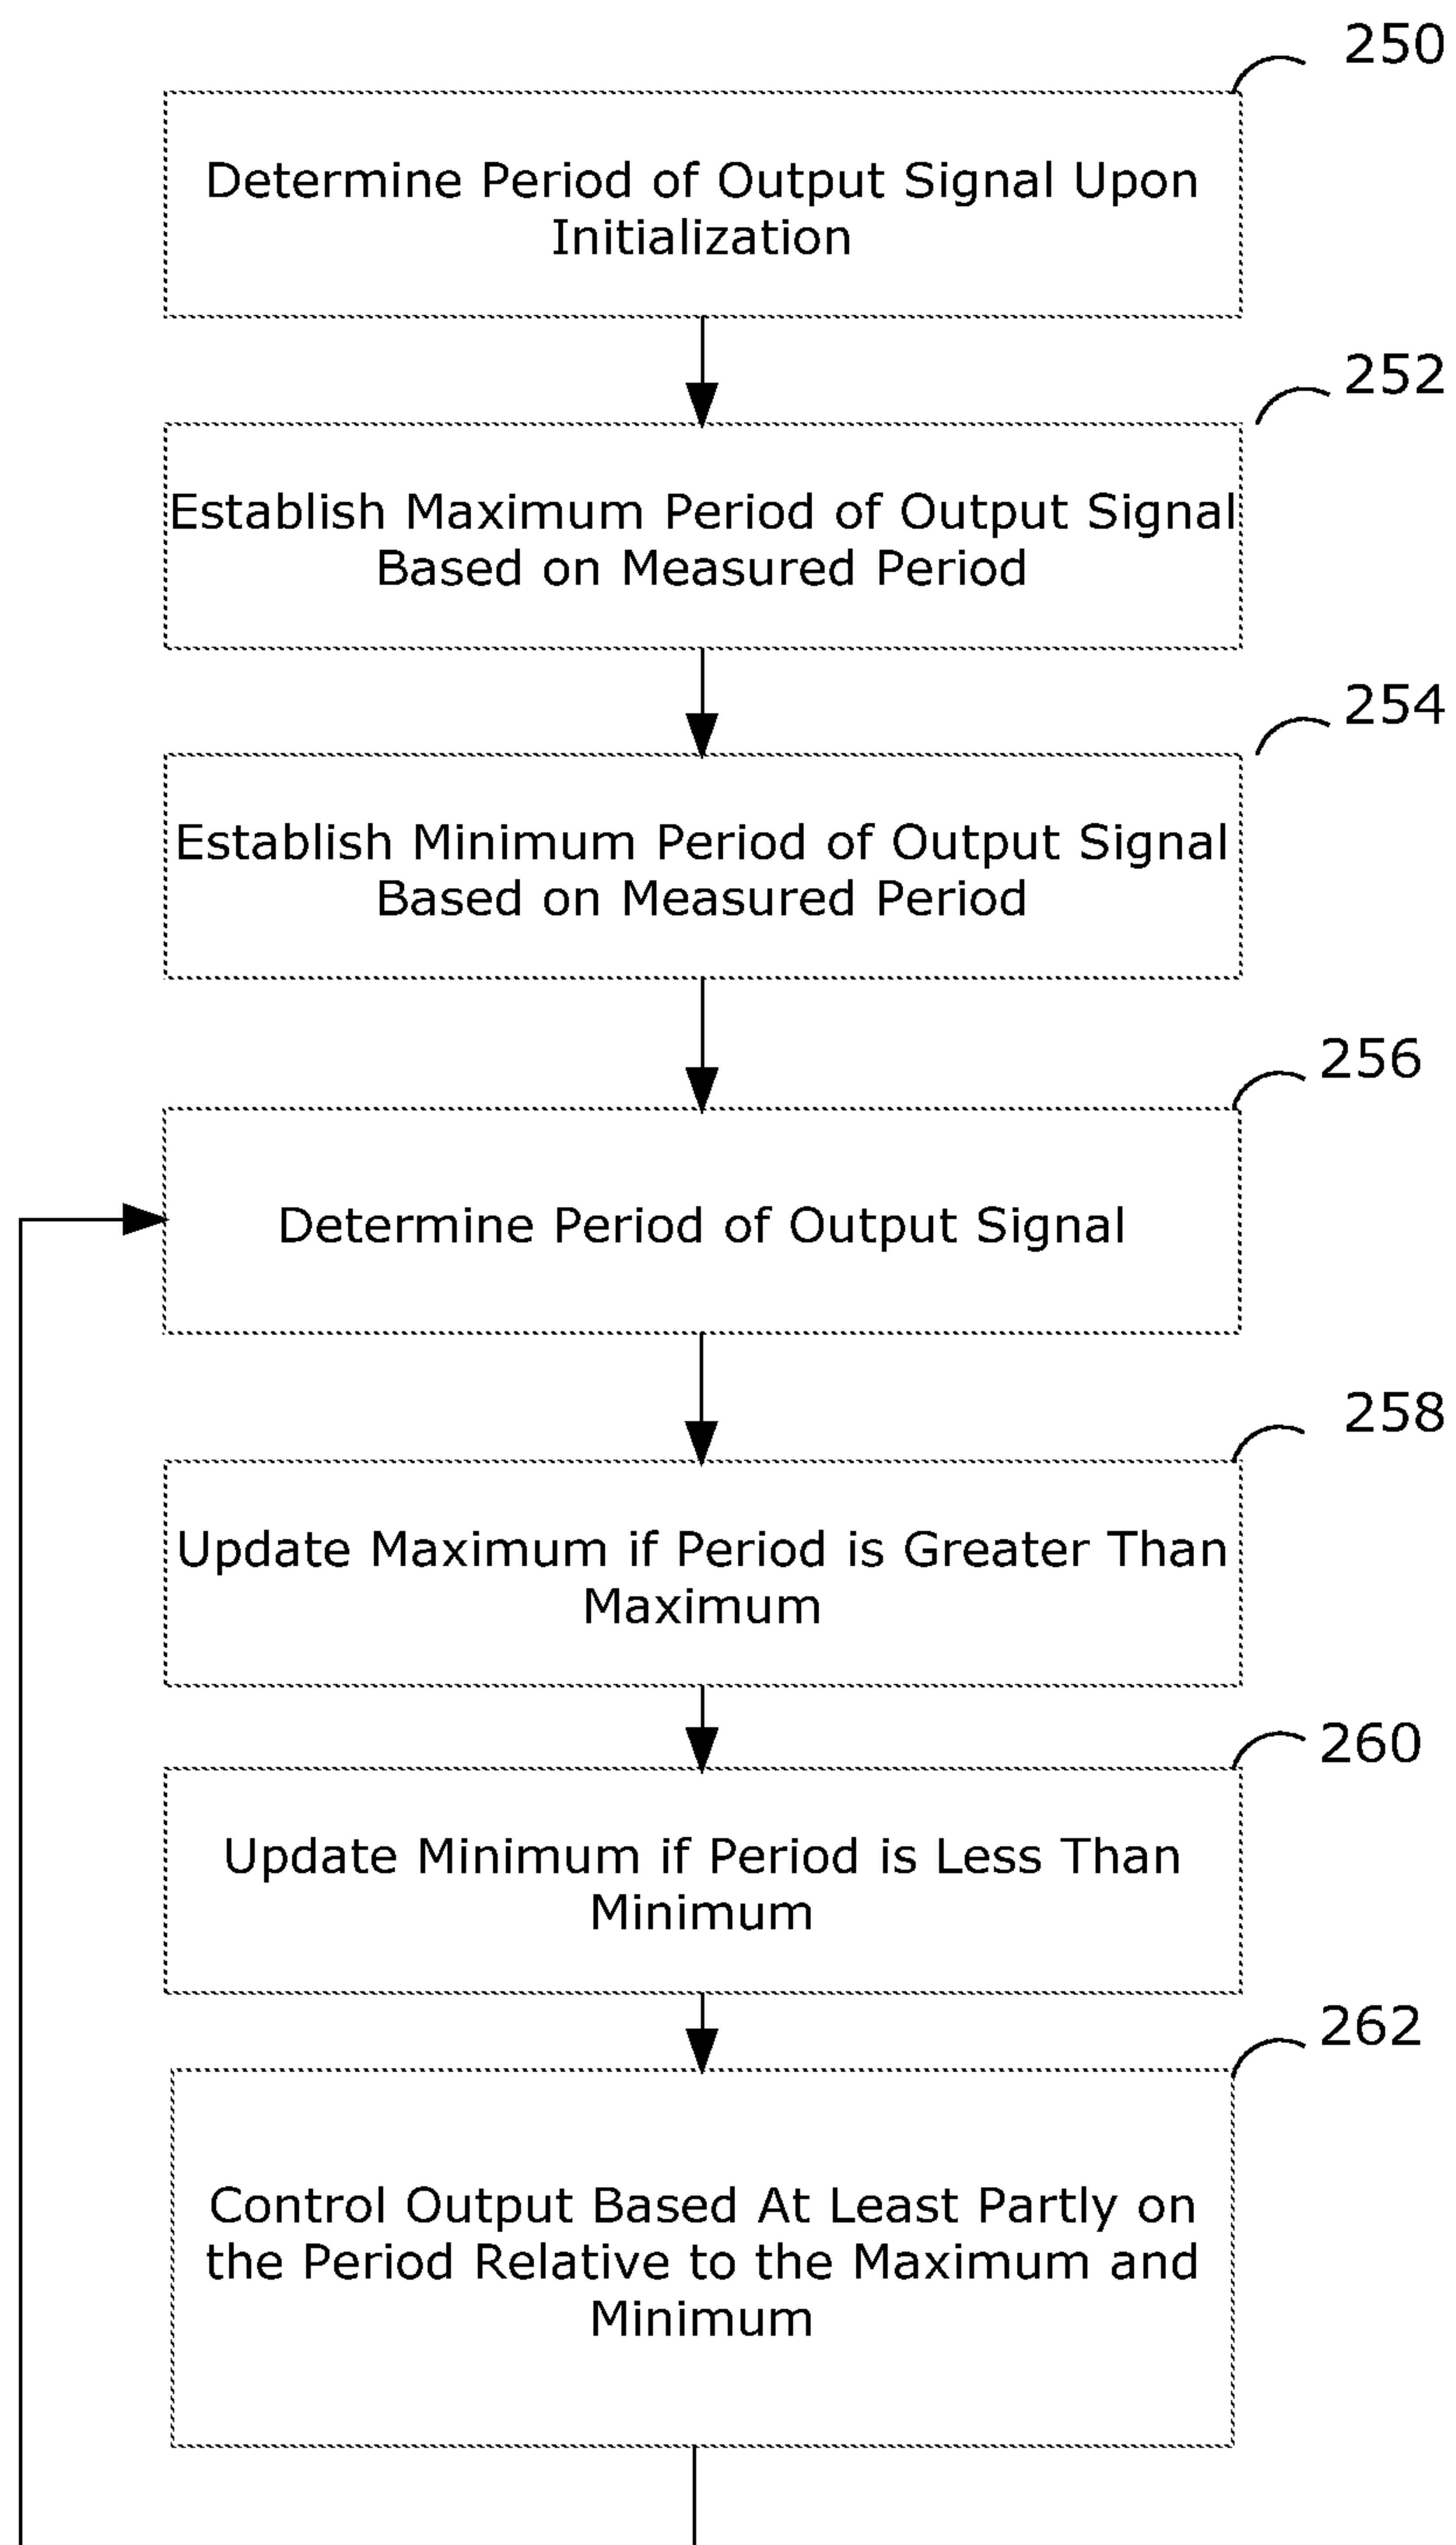 250
Determine Period of Output Signal Upon
Initialization
252
Establish Maximum Period of Output Signal
Based on Measured Period
254
Establish Minimum Period of Output Signal
Based on Measured Period
256
Determine Period of Output Signal
258
Update Maximum if Period is Greater Than
Maximum
260
Update Minimum if Period is Less Than
Minimum
262
Control Output Based At Least Partly on
the Period Relative to the Maximum and
Minimum